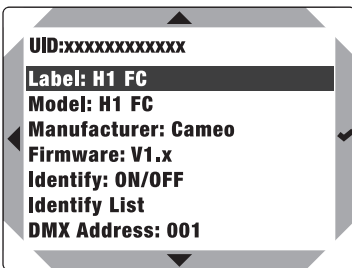 UID:xxxxxxxxxxxx
Label: H1 FC
Model: H1 FC
Manufacturer: Cameo
Firmware: V1.x
Identify: ON/OFF
Identify List
DMX Address: 001